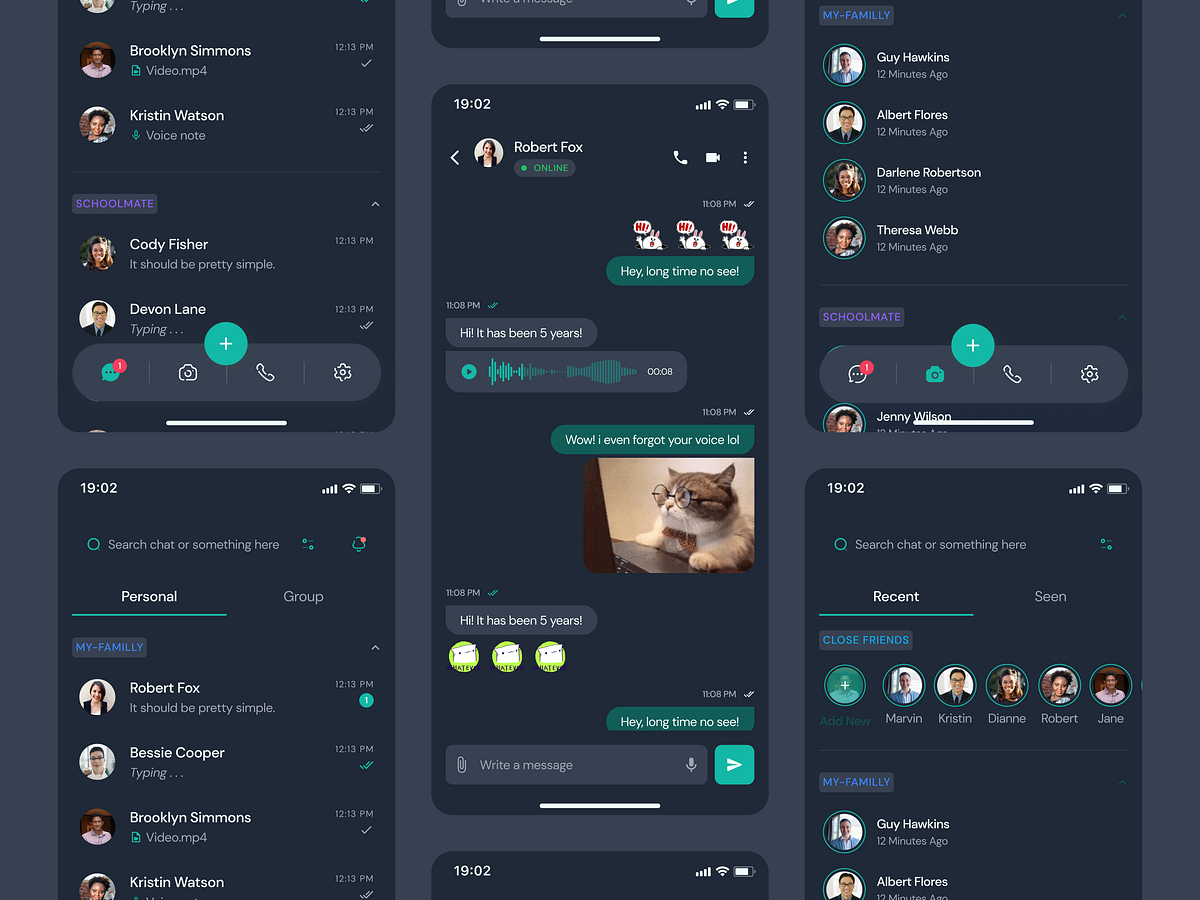 Typing . . .
Brooklyn Simmons
12:13 PM
Video.mp4
Kristin Watson
12:13 PM
Voice note
SCHOOLMATE
Cody Fisher
12:13 PM
It should be pretty simple.
Devon Lane
12:13 PM
Typing . . .
+
1
19:02
Search chat or something here
Personal
Group
MY-FAMILLY
Robert Fox
12:13 PM
It should be pretty simple.
1
Bessie Cooper
12:13 PM
Typing . . .
Brooklyn Simmons
12:13 PM
Video.mp4
Kristin Watson
12:13 PM
Write a message
19:02
Robert Fox
ONLINE
11:08 PM
HI! HI! HI!
Hey, long time no see!
11:08 PM
Hi! It has been 5 years!
00:08
11:08 PM
Wow! i even forgot your voice lol
11:08 PM
Hi! It has been 5 years!
11:08 PM
Hey, long time no see!
Write a message
19:02
MY-FAMILLY
Guy Hawkins
12 Minutes Ago
Albert Flores
12 Minutes Ago
Darlene Robertson
12 Minutes Ago
Theresa Webb
12 Minutes Ago
SCHOOLMATE
+
1
Jenny Wilson
12 Minutes Ago
19:02
Search chat or something here
Recent
Seen
CLOSE FRIENDS
+
Add New
Marvin
Kristin
Dianne
Robert
Jane
MY-FAMILLY
Guy Hawkins
12 Minutes Ago
Albert Flores
12 Minutes Ago